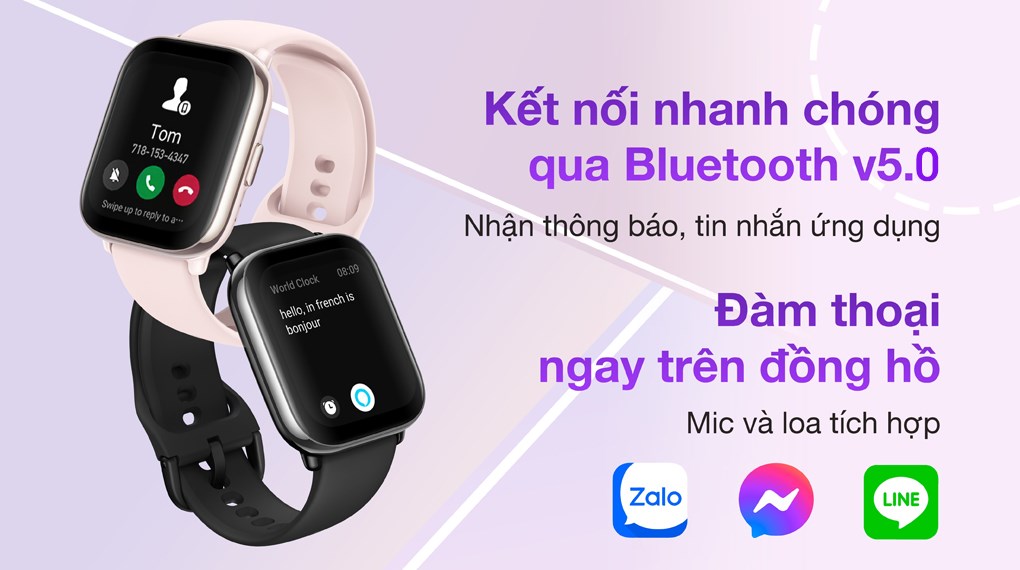 Tom
718-153-4347
Swipe up to reply to a···
World Clock 08:09
hello, in french is
bonjour
Kết nối nhanh chóng
qua Bluetooth v5.0
Nhận thông báo, tin nhắn ứng dụng
Đàm thoại
ngay trên đồng hồ
Mic và loa tích hợp
Zalo
LINE